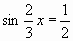 sin 2/3 x = 1/2